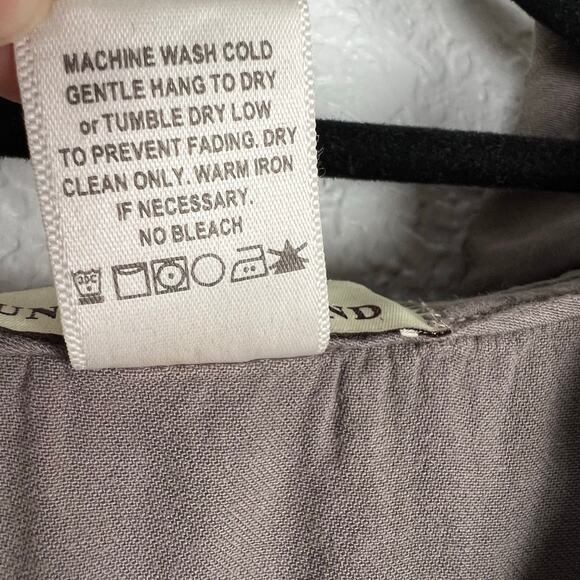 MACHINE WASH COLD
GENTLE HANG TO DRY
or TUMBLE DRY LOW
TO PREVENT FADING. DRY
CLEAN ONLY. WARM IRON
IF NECESSARY.
NO BLEACH